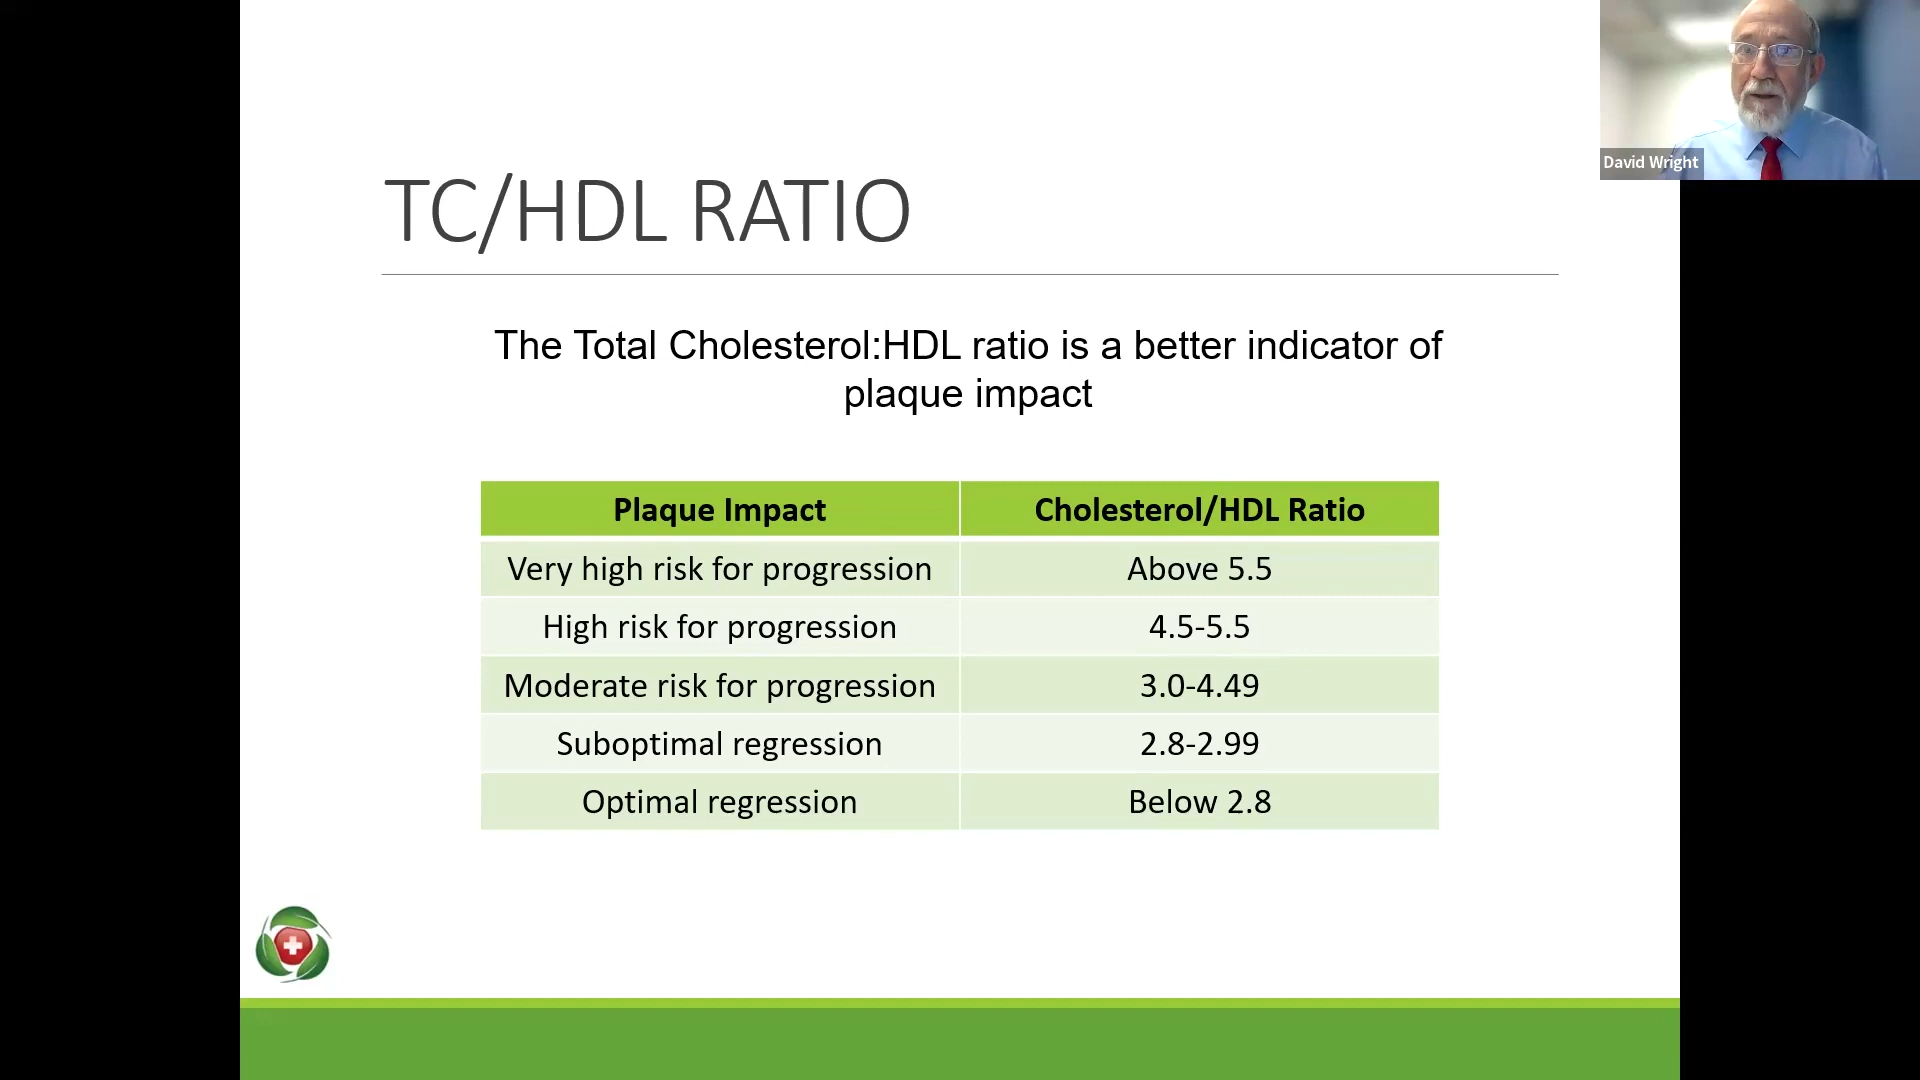 David Wright
TC/HDL RATIO
The Total Cholesterol:HDL ratio is a better indicator of
plaque impact
Plaque Impact Cholesterol/HDL Ratio
Very high risk for progression Above 5.5
High risk for progression 4.5-5.5
Moderate risk for progression 3.0-4.49
Suboptimal regression 2.8-2.99
Optimal regression Below 2.8